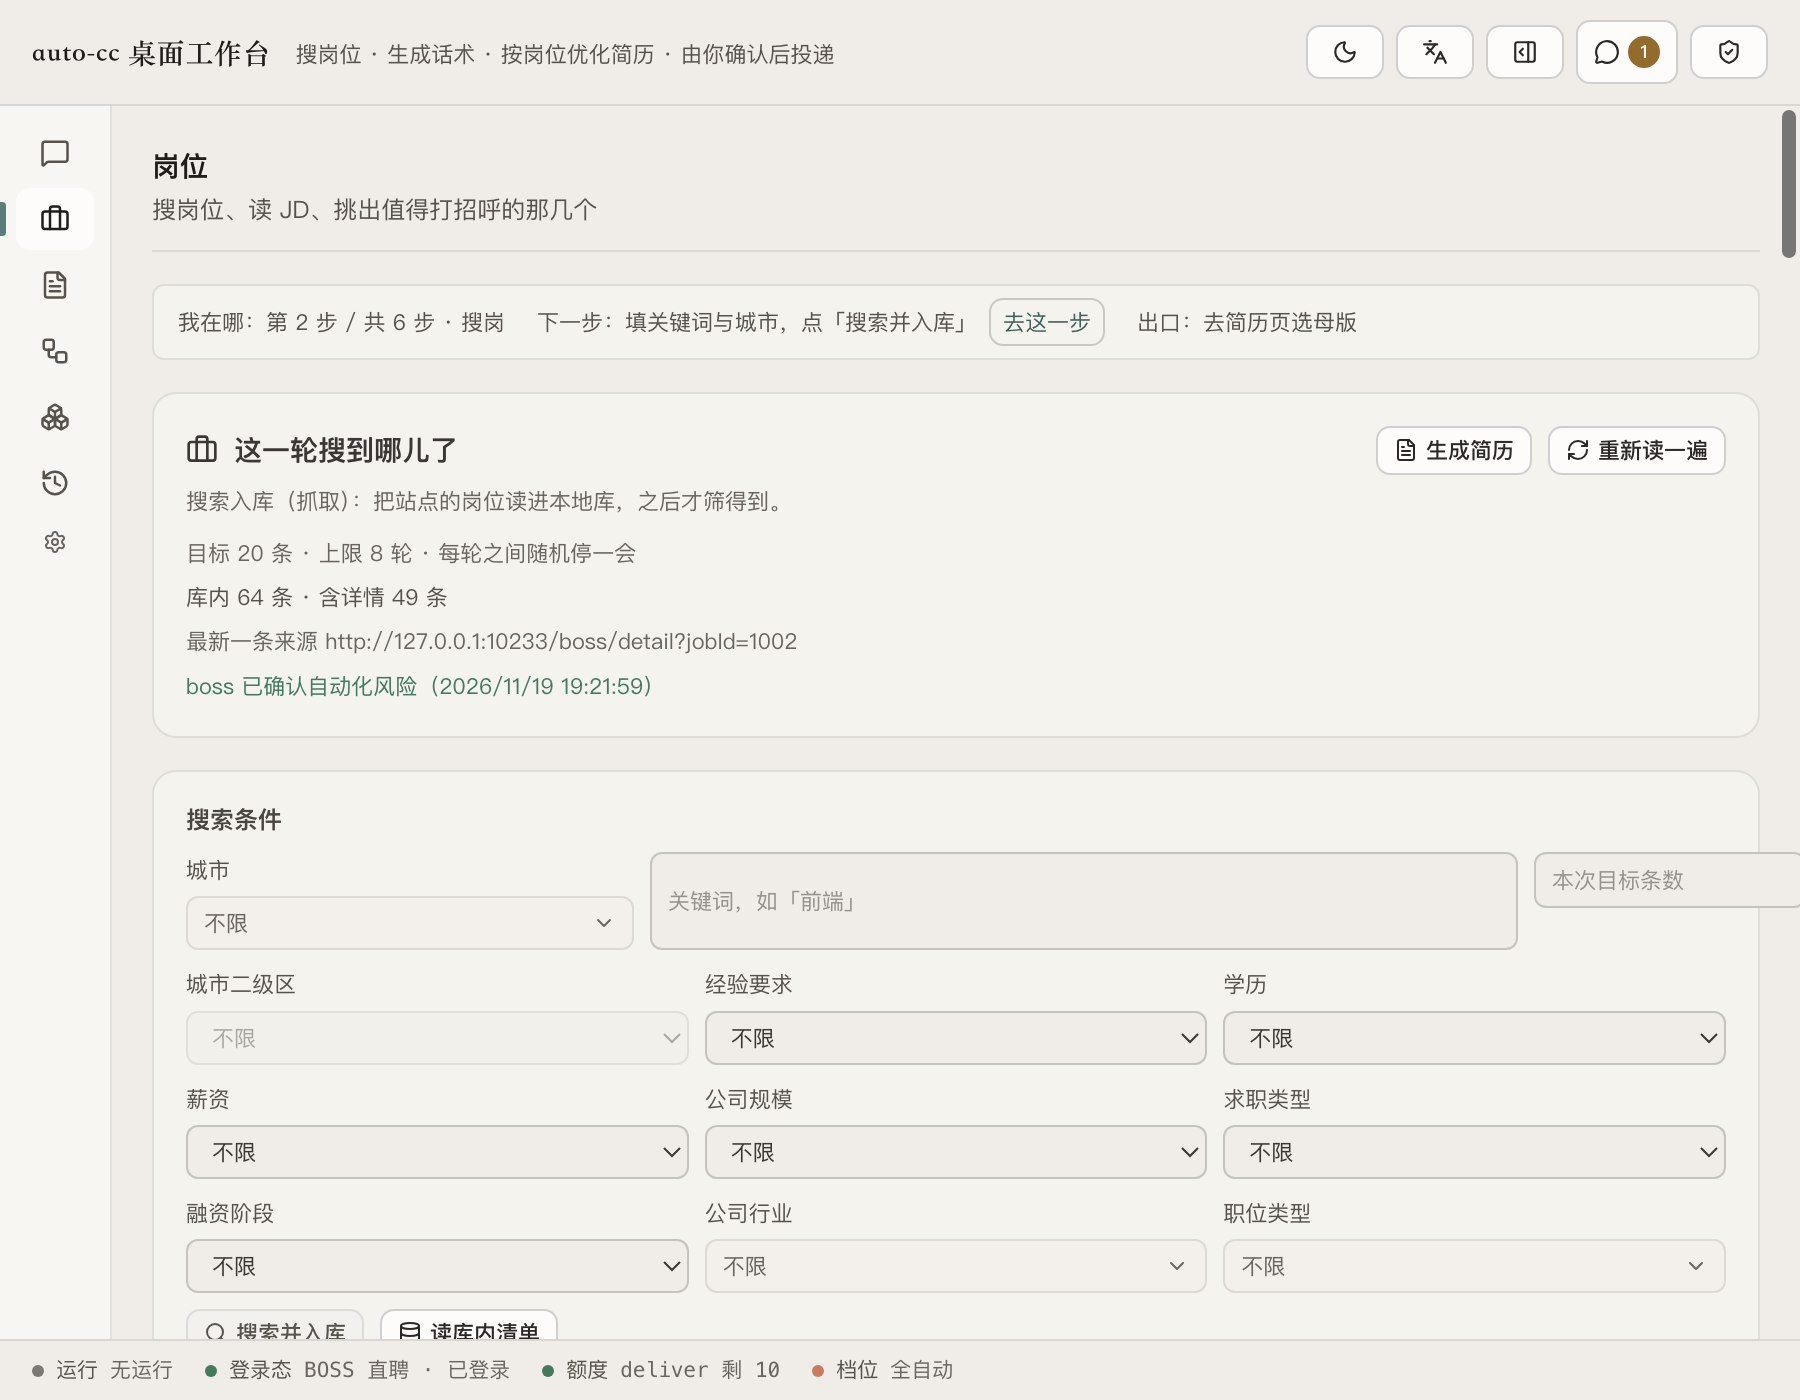 auto-cc 桌面工作台 搜岗位 · 生成话术 · 按岗位优化简历 · 由你确认后投递
1
岗位
搜岗位、读 JD、挑出值得打招呼的那几个
我在哪：第 2 步 / 共 6 步 · 搜岗 下一步：填关键词与城市，点「搜索并入库」 去这一步 出口：去简历页选母版
这一轮搜到哪儿了 生成简历 重新读一遍
搜索入库（抓取）：把站点的岗位读进本地库，之后才筛得到。
目标 20 条 · 上限 8 轮 · 每轮之间随机停一会
库内 64 条 · 含详情 49 条
最新一条来源 http://127.0.0.1:10233/boss/detail?jobId=1002
boss 已确认自动化风险（2026/11/19 19:21:59）
搜索条件
城市
不限 关键词，如「前端」 本次目标条数
城市二级区 经验要求 学历
不限 不限 不限
薪资 公司规模 求职类型
不限 不限 不限
融资阶段 公司行业 职位类型
不限 不限 不限
搜索并入库 读库内清单
运行 无运行 登录态 BOSS 直聘 · 已登录 额度 deliver 剩 10 档位 全自动